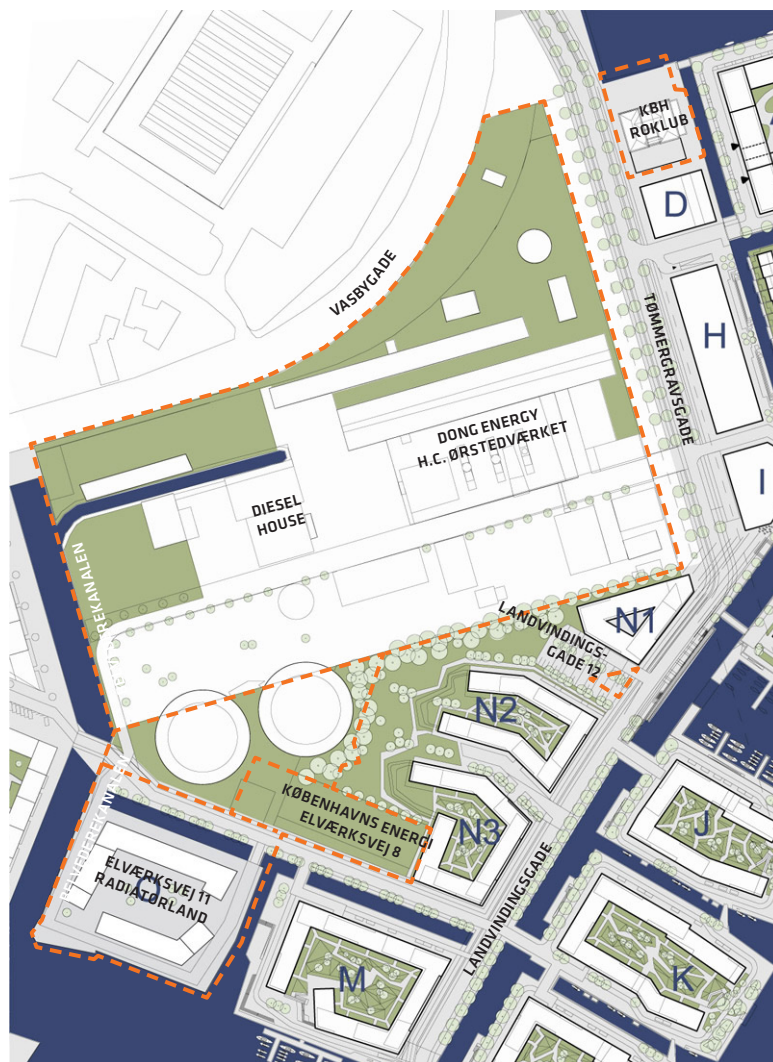 KBH
ROKLUB
D
VASBYGADE
TØMMERGRAVSGADE
H
DONG ENERGY
H.C. ØRSTEDVÆRKET
I
DIESEL
HOUSE
LANDVINDINGS-
GADE 12
N1
N2
BELVEDEREKANALEN
KØBENHAVNS ENERGI
ELVÆRKSVEJ 8
N3
J
ELVÆRKSVEJ 11
RADIATORLAND
O
LANDVINDINGSGADE
M
K